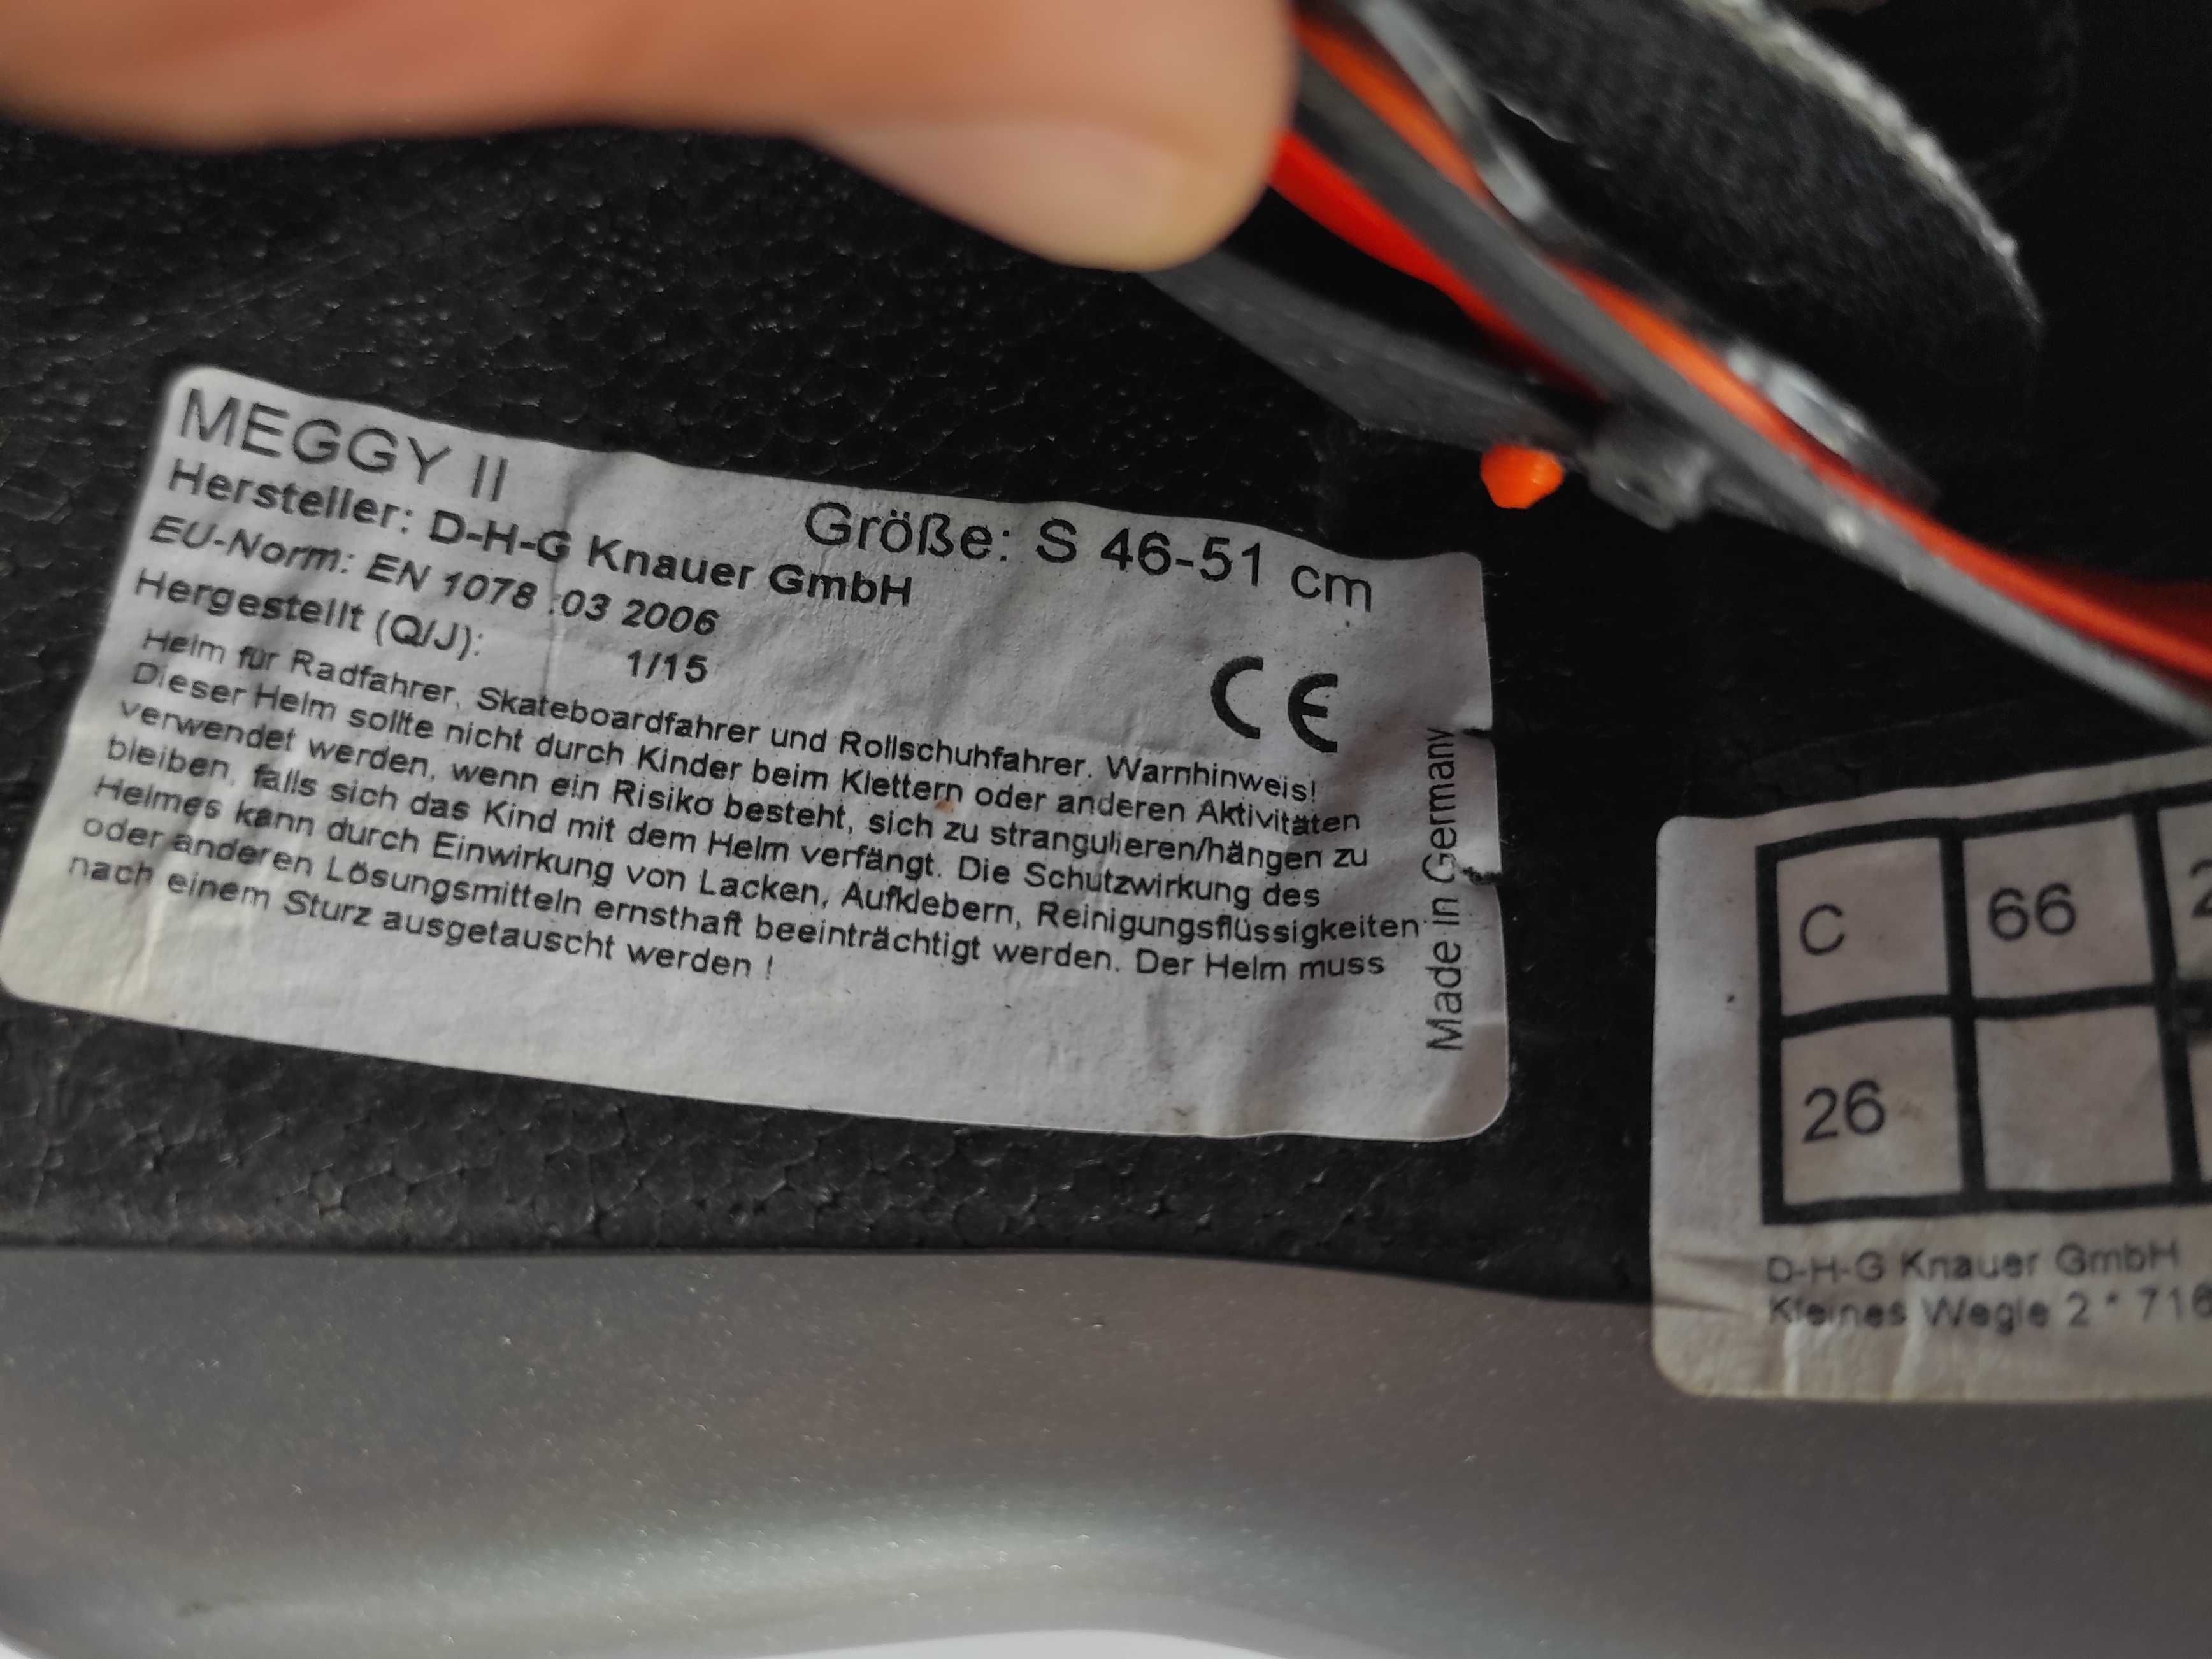 MEGGY II
Größe: S 46-51 cm
Hersteller: D-H-G Knauer GmbH
EU-Norm: EN 1078 :03 2006
Hergestellt (Q/J): 1/15
CE
Helm für Radfahrer, Skateboardfahrer und Rollschuhfahrer. Warnhinweis!
Dieser Helm sollte nicht durch Kinder beim Klettern oder anderen Aktivitäten
verwendet werden, wenn ein Risiko besteht, sich zu strangulieren/hängen zu
bleiben, falls sich das Kind mit dem Helm verfängt. Die Schutzwirkung des
Helmes kann durch Einwirkung von Lacken, Aufklebern, Reinigungsflüssigkeiten
oder anderen Lösungsmitteln ernsthaft beeinträchtigt werden. Der Helm muss
nach einem Sturz ausgetauscht werden !
Made in Germany
C 66
26
D-H-G Knauer GmbH
Kleines Wegle 2 * 716